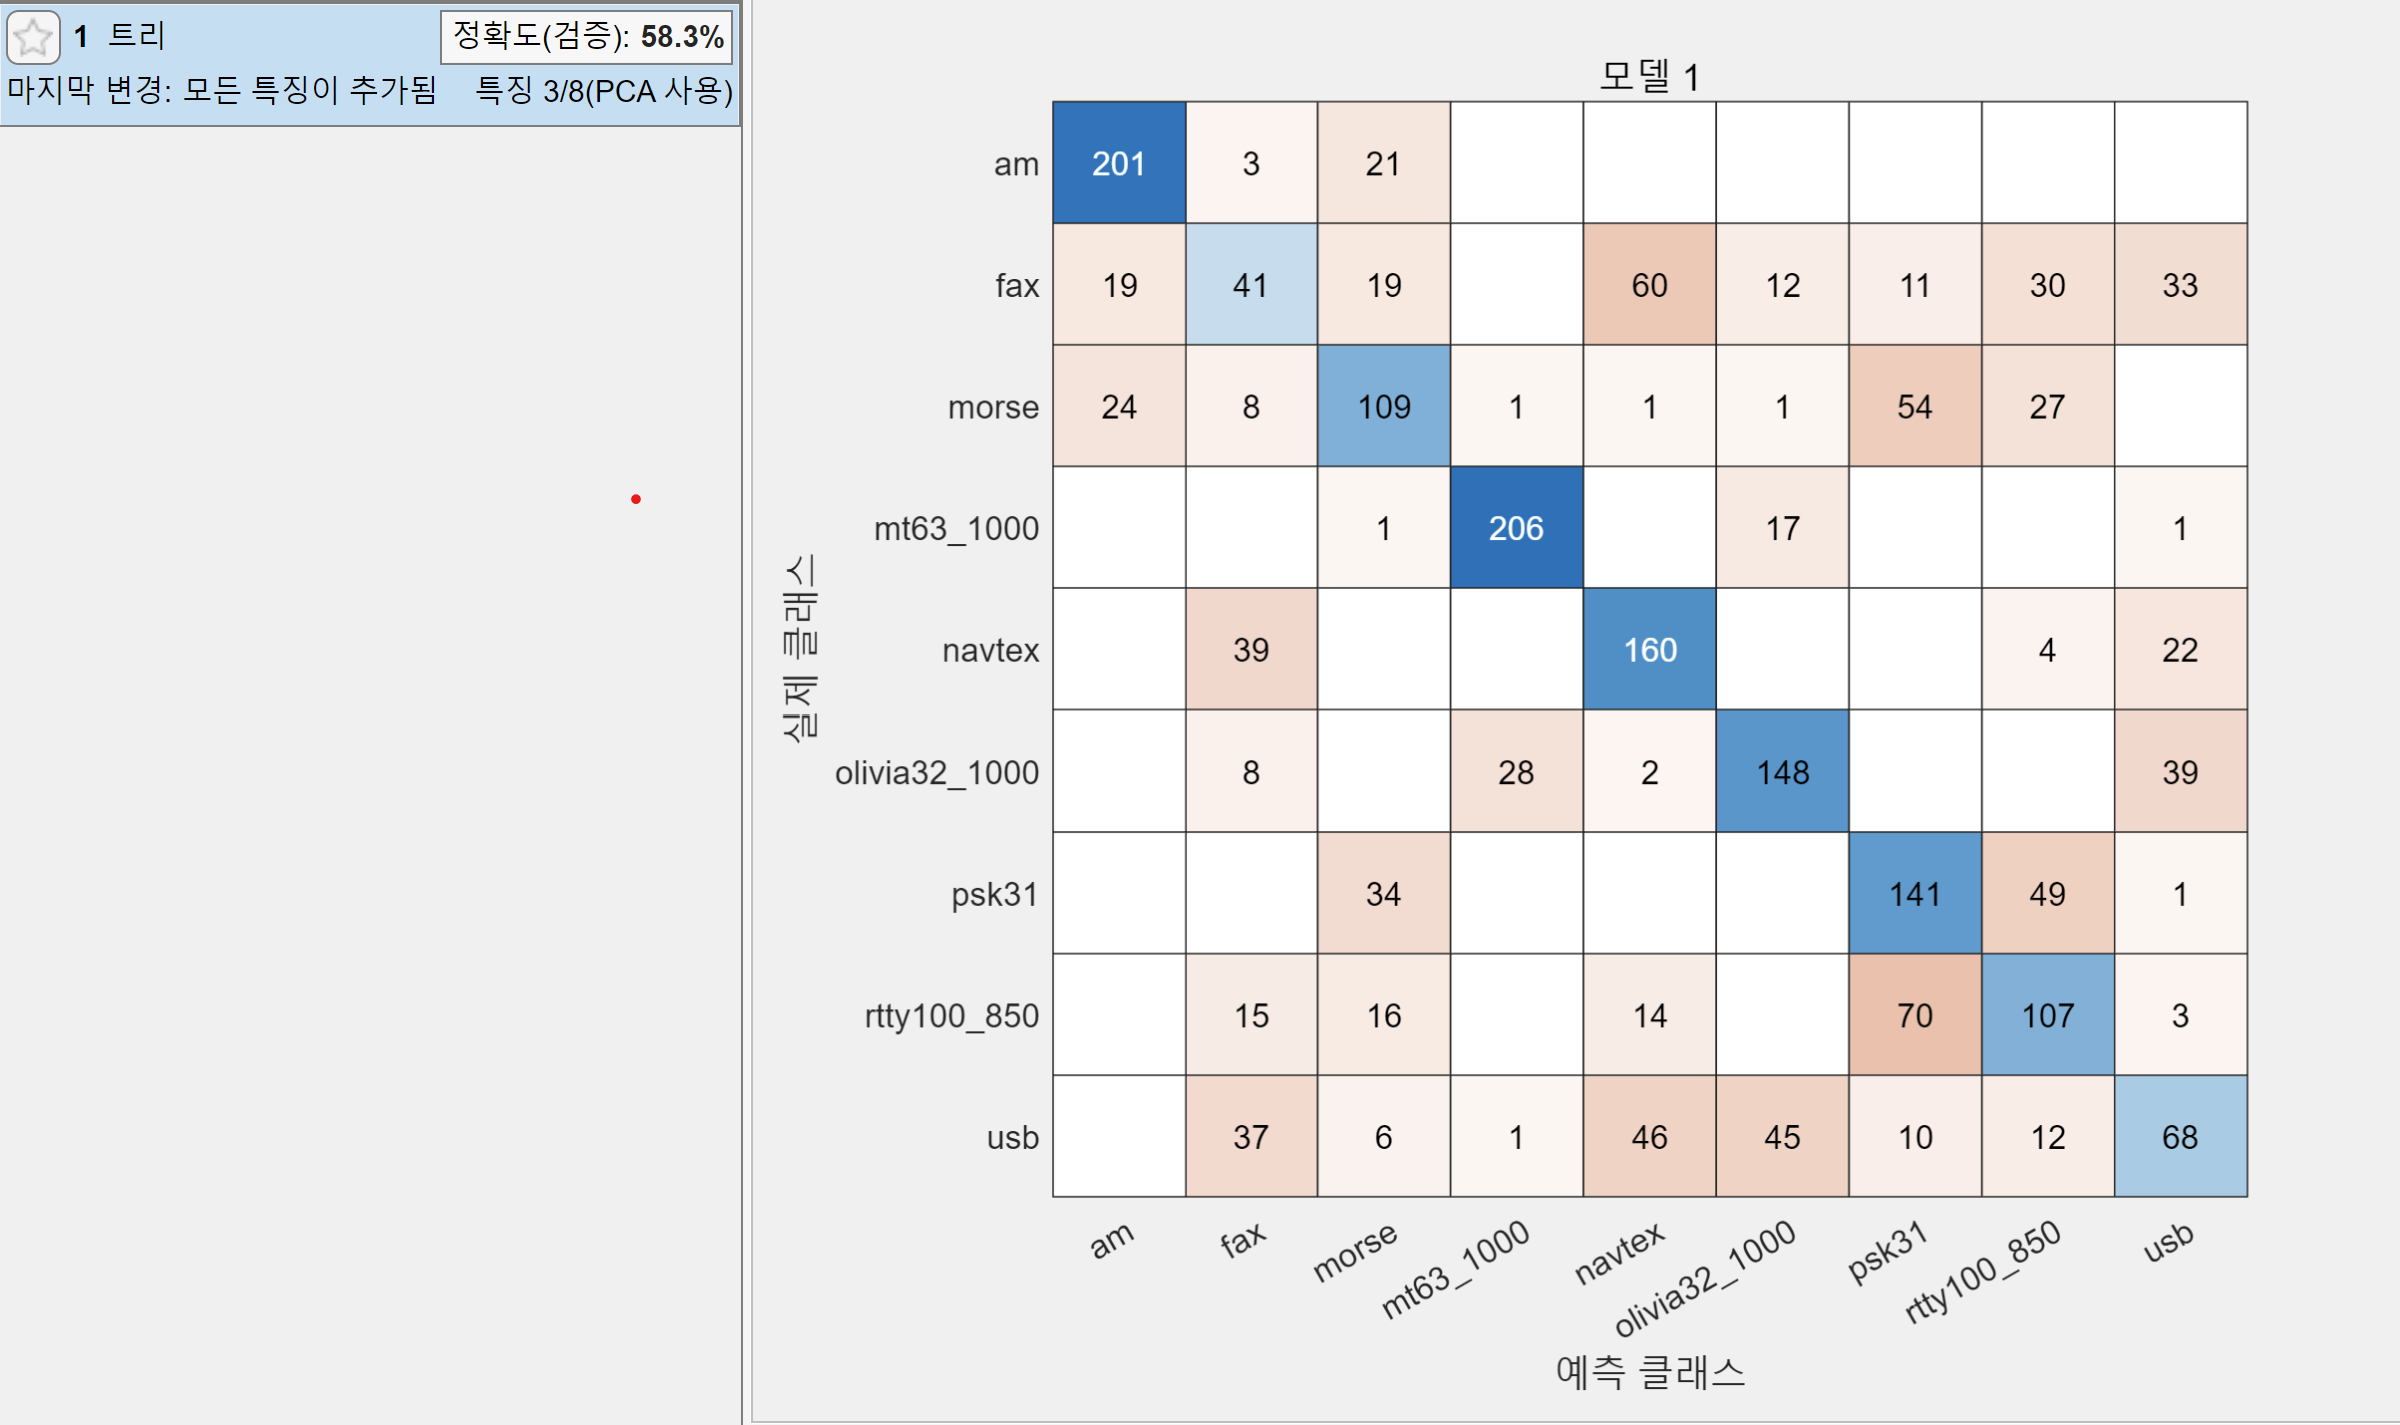 1 트리 정확도(검증): 58.3%
마지막 변경: 모든 특징이 추가됨 특징 3/8(PCA 사용)
모델 1
실제 클래스
am 201 3 21
fax 19 41 19 60 12 11 30 33
morse 24 8 109 1 1 1 54 27
mt63_1000 1 206 17 1
navtex 39 160 4 22
olivia32_1000 8 28 2 148 39
psk31 34 141 49 1
rtty100_850 15 16 14 70 107 3
usb 37 6 1 46 45 10 12 68
am fax morse mt63_1000 navtex olivia32_1000 psk31 rtty100_850 usb
예측 클래스